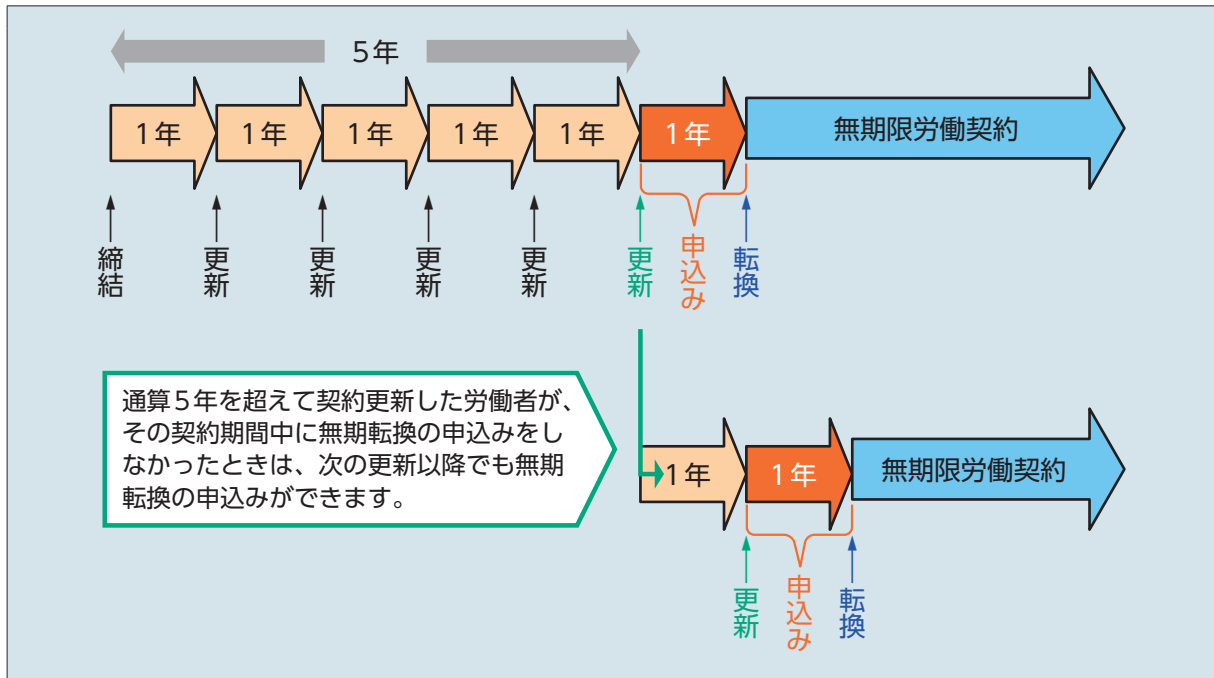 5年
1年
1年
1年
1年
1年
1年
無期限労働契約
締結
更新
更新
更新
更新
更新
申込み
転換
通算5年を超えて契約更新した労働者が、
その契約期間中に無期転換の申込みをし
なかったときは、次の更新以降でも無期
転換の申込みができます。
1年
1年
無期限労働契約
更新
申込み
転換